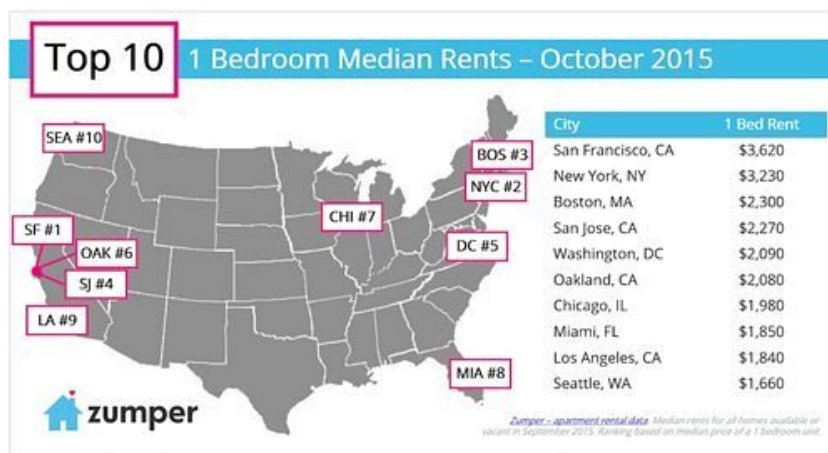 Top 10
1 Bedroom Median Rents – October 2015
SEA #10
BOS #3
NYC #2
CHI #7
SF #1
OAK #6
DC #5
SJ #4
LA #9
MIA #8
City 1 Bed Rent
San Francisco, CA $3,620
New York, NY $3,230
Boston, MA $2,300
San Jose, CA $2,270
Washington, DC $2,090
Oakland, CA $2,080
Chicago, IL $1,980
Miami, FL $1,850
Los Angeles, CA $1,840
Seattle, WA $1,660
zumper
Zumper – apartment rental data. Median rents for all homes available or
vacant in September 2015. Ranking based on median price of a 1 bedroom unit.